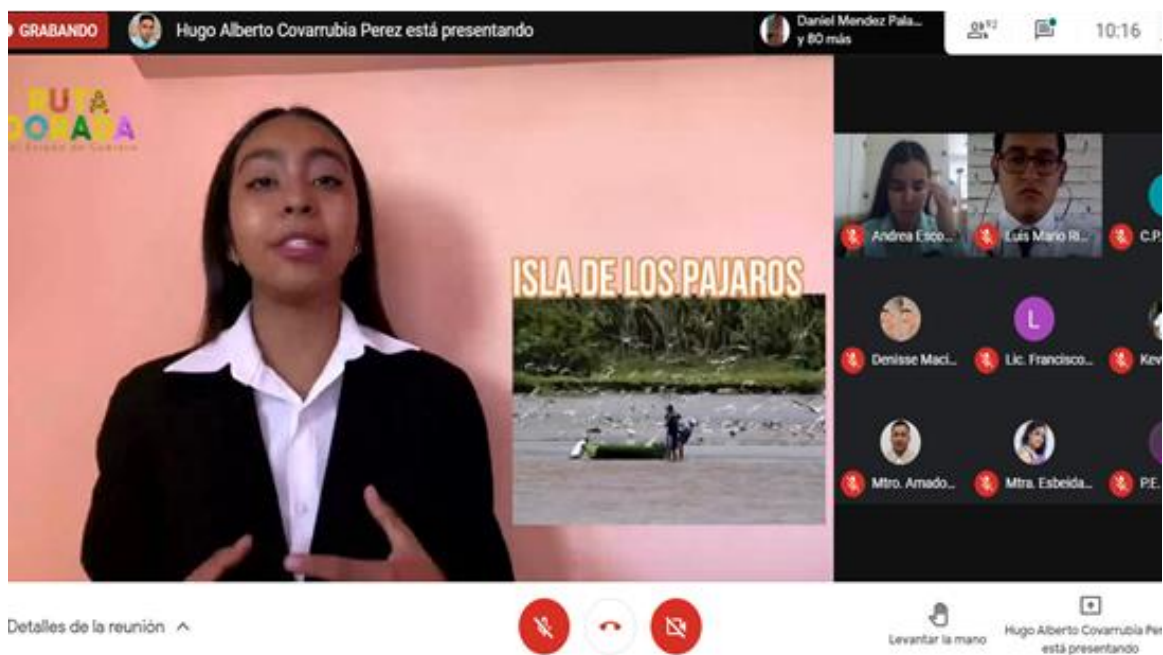 GRABANDO
Hugo Alberto Covarrubia Perez está presentando
Daniel Mendez Pala...
y 80 más
92
10:16
RUTA
DORADA
ISLA DE LOS PAJAROS
Andrea Esco...
Luis Mario Ri...
C.P.
Denisse Maci...
L
Lic. Francisco...
Kev
Mtro. Amado...
Mtra. Esbeida...
P.E.
Detalles de la reunión
Levantar la mano
Hugo Alberto Covarrubia Per
está presentando